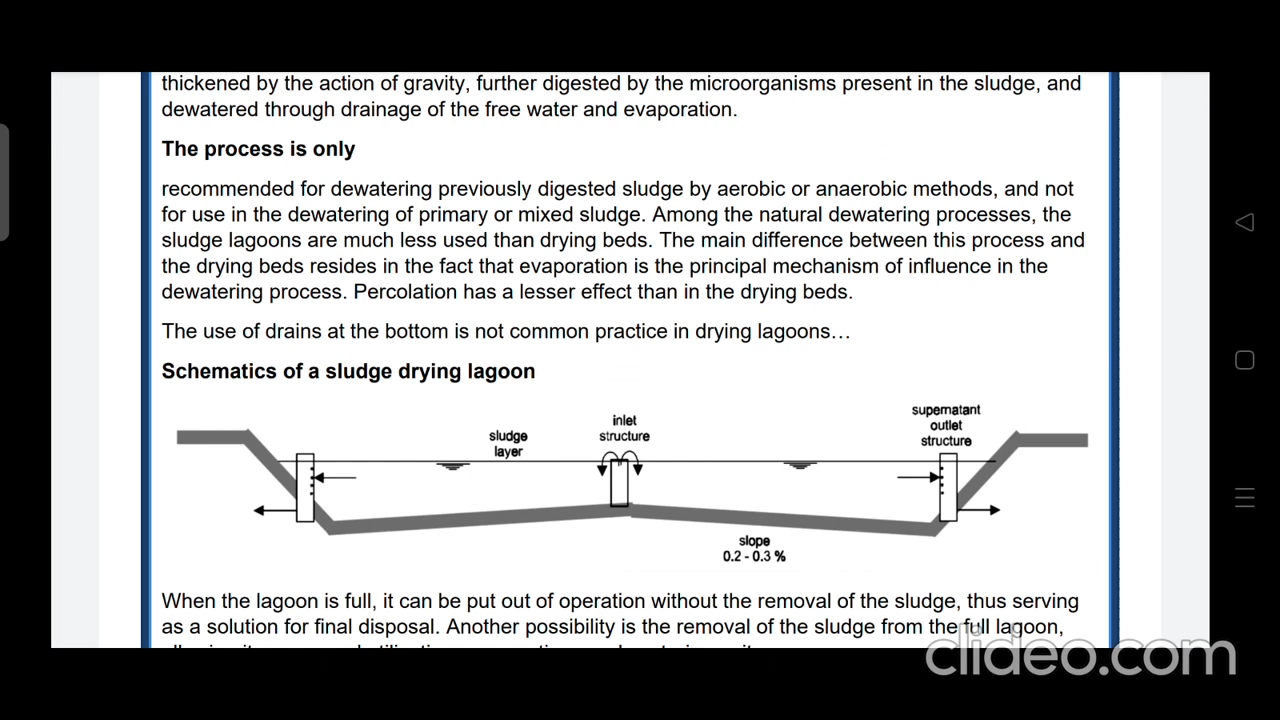 thickened by the action of gravity, further digested by the microorganisms present in the sludge, and
dewatered through drainage of the free water and evaporation.
The process is only
recommended for dewatering previously digested sludge by aerobic or anaerobic methods, and not
for use in the dewatering of primary or mixed sludge. Among the natural dewatering processes, the
sludge lagoons are much less used than drying beds. The main difference between this process and
the drying beds resides in the fact that evaporation is the principal mechanism of influence in the
dewatering process. Percolation has a lesser effect than in the drying beds.
The use of drains at the bottom is not common practice in drying lagoons…
Schematics of a sludge drying lagoon
sludge
layer
inlet
structure
supernatant
outlet
structure
slope
0.2 - 0.3 %
When the lagoon is full, it can be put out of operation without the removal of the sludge, thus serving
as a solution for final disposal. Another possibility is the removal of the sludge from the full lagoon,
clideo.com